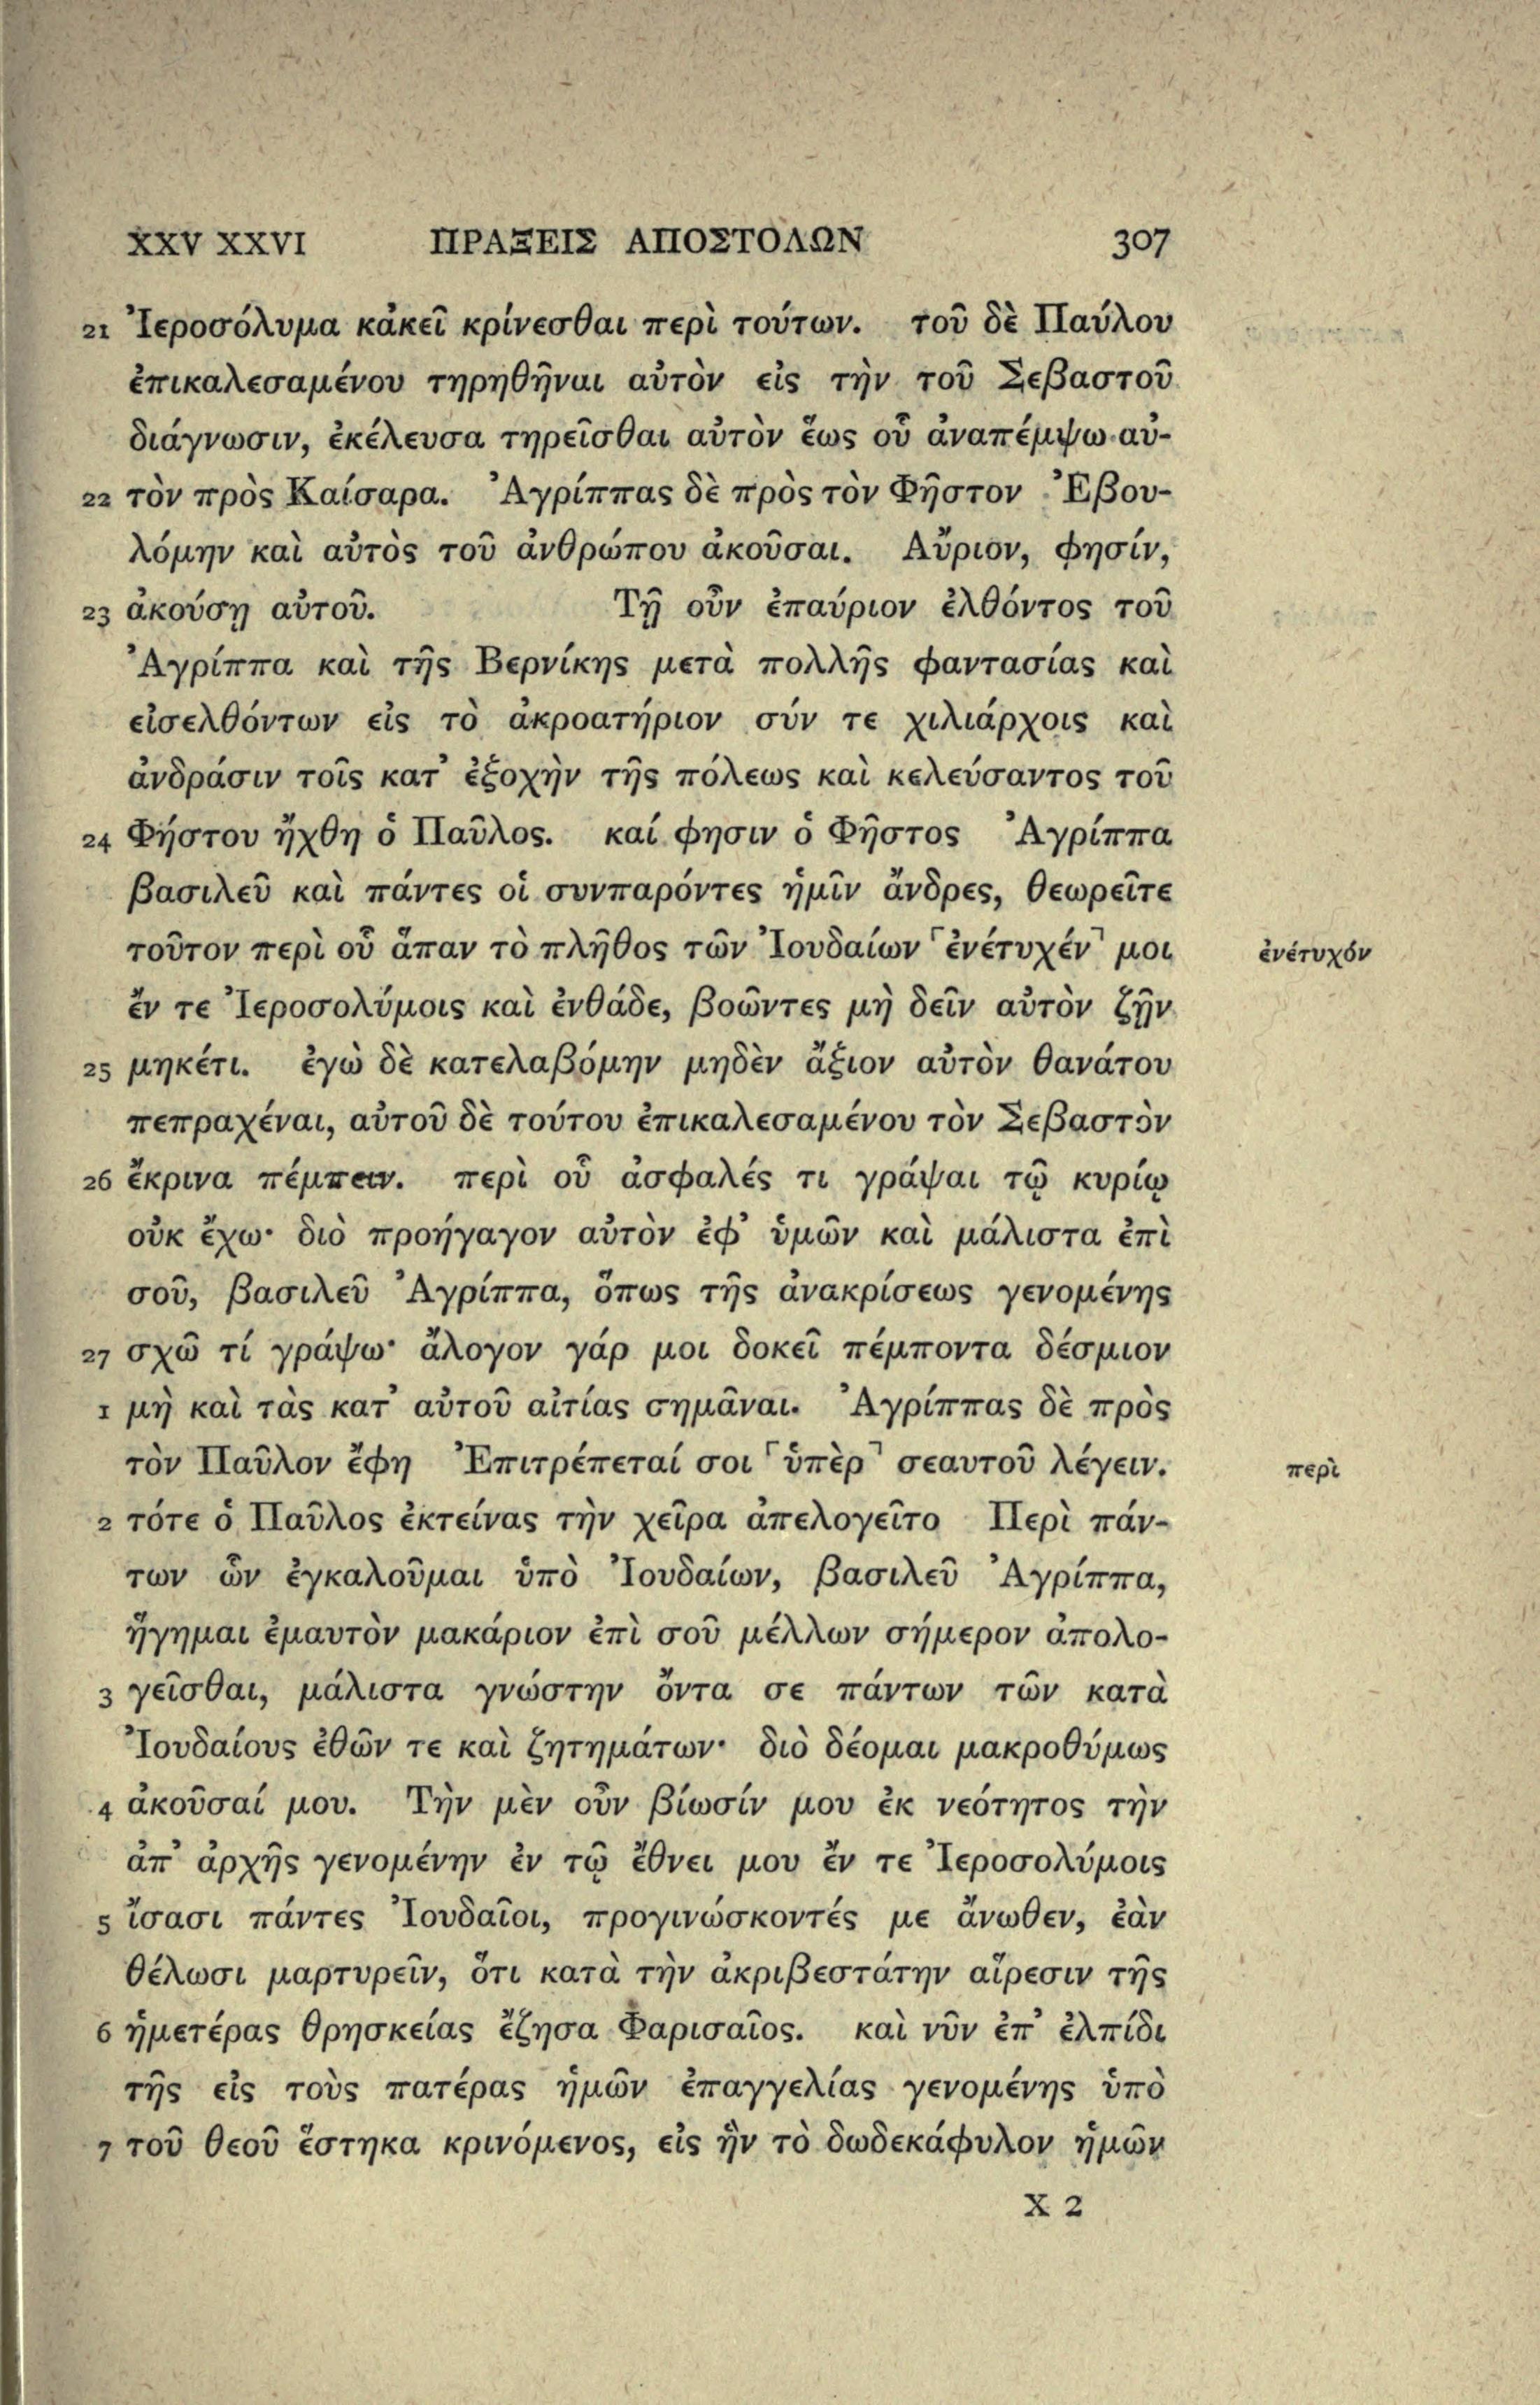 XXV XXVI ΠΡΑΞΕΙΣ ΑΠΟΣΤΟΛΩΝ 307
21 Ἰεροσόλυμα κἀκεῖ κρίνεσθαι περὶ τούτων. τοῦ δὲ Παύλου
ἐπικαλεσαμένου τηρηθῆναι αὐτὸν εἰς τὴν τοῦ Σεβαστοῦ
διάγνωσιν, ἐκέλευσα τηρεῖσθαι αὐτὸν ἕως οὗ ἀναπέμψω αὐ-
22 τὸν πρὸς Καίσαρα. Ἀγρίππας δὲ πρὸς τὸν Φῆστον Ἐβου-
λόμην καὶ αὐτὸς τοῦ ἀνθρώπου ἀκοῦσαι. Αὔριον, φησίν,
23 ἀκούσῃ αὐτοῦ. Τῇ οὖν ἐπαύριον ἐλθόντος τοῦ
Ἀγρίππα καὶ τῆς Βερνίκης μετὰ πολλῆς φαντασίας καὶ
εἰσελθόντων εἰς τὸ ἀκροατήριον σύν τε χιλιάρχοις καὶ
ἀνδράσιν τοῖς κατ᾽ ἐξοχὴν τῆς πόλεως καὶ κελεύσαντος τοῦ
24 Φήστου ἤχθη ὁ Παῦλος. καί φησιν ὁ Φῆστος Ἀγρίππα
βασιλεῦ καὶ πάντες οἱ συνπαρόντες ἡμῖν ἄνδρες, θεωρεῖτε
τοῦτον περὶ οὗ ἅπαν τὸ πλῆθος τῶν Ἰουδαίων ⌜ἐνέτυχέν⌝ μοι ἐνέτυχόν
ἔν τε Ἰεροσολύμοις καὶ ἐνθάδε, βοῶντες μὴ δεῖν αὐτὸν ζῇν
25 μηκέτι. ἐγὼ δὲ κατελαβόμην μηδὲν ἄξιον αὐτὸν θανάτου
πεπραχέναι, αὐτοῦ δὲ τούτου ἐπικαλεσαμένου τὸν Σεβαστὸν
26 ἔκρινα πέμπειν. περὶ οὗ ἀσφαλές τι γράψαι τῷ κυρίῳ
οὐκ ἔχω· διὸ προήγαγον αὐτὸν ἐφ᾽ ὑμῶν καὶ μάλιστα ἐπὶ
σοῦ, βασιλεῦ Ἀγρίππα, ὅπως τῆς ἀνακρίσεως γενομένης
27 σχῶ τί γράψω· ἄλογον γάρ μοι δοκεῖ πέμποντα δέσμιον
1 μὴ καὶ τὰς κατ᾽ αὐτοῦ αἰτίας σημᾶναι. Ἀγρίππας δὲ πρὸς
τὸν Παῦλον ἔφη Ἐπιτρέπεταί σοι ⌜ὑπὲρ⌝ σεαυτοῦ λέγειν. περὶ
2 τότε ὁ Παῦλος ἐκτείνας τὴν χεῖρα ἀπελογεῖτο Περὶ πάν-
των ὧν ἐγκαλοῦμαι ὑπὸ Ἰουδαίων, βασιλεῦ Ἀγρίππα,
ἥγημαι ἐμαυτὸν μακάριον ἐπὶ σοῦ μέλλων σήμερον ἀπολο-
3 γεῖσθαι, μάλιστα γνώστην ὄντα σε πάντων τῶν κατὰ
Ἰουδαίους ἐθῶν τε καὶ ζητημάτων· διὸ δέομαι μακροθύμως
4 ἀκοῦσαί μου. Τὴν μὲν οὖν βίωσίν μου ἐκ νεότητος τὴν
ἀπ᾽ ἀρχῆς γενομένην ἐν τῷ ἔθνει μου ἔν τε Ἰεροσολύμοις
5 ἴσασι πάντες Ἰουδαῖοι, προγινώσκοντές με ἄνωθεν, ἐὰν
θέλωσι μαρτυρεῖν, ὅτι κατὰ τὴν ἀκριβεστάτην αἵρεσιν τῆς
6 ἡμετέρας θρησκείας ἔζησα Φαρισαῖος. καὶ νῦν ἐπ᾽ ἐλπίδι
τῆς εἰς τοὺς πατέρας ἡμῶν ἐπαγγελίας γενομένης ὑπὸ
7 τοῦ θεοῦ ἕστηκα κρινόμενος, εἰς ἣν τὸ δωδεκάφυλον ἡμῶν
X 2